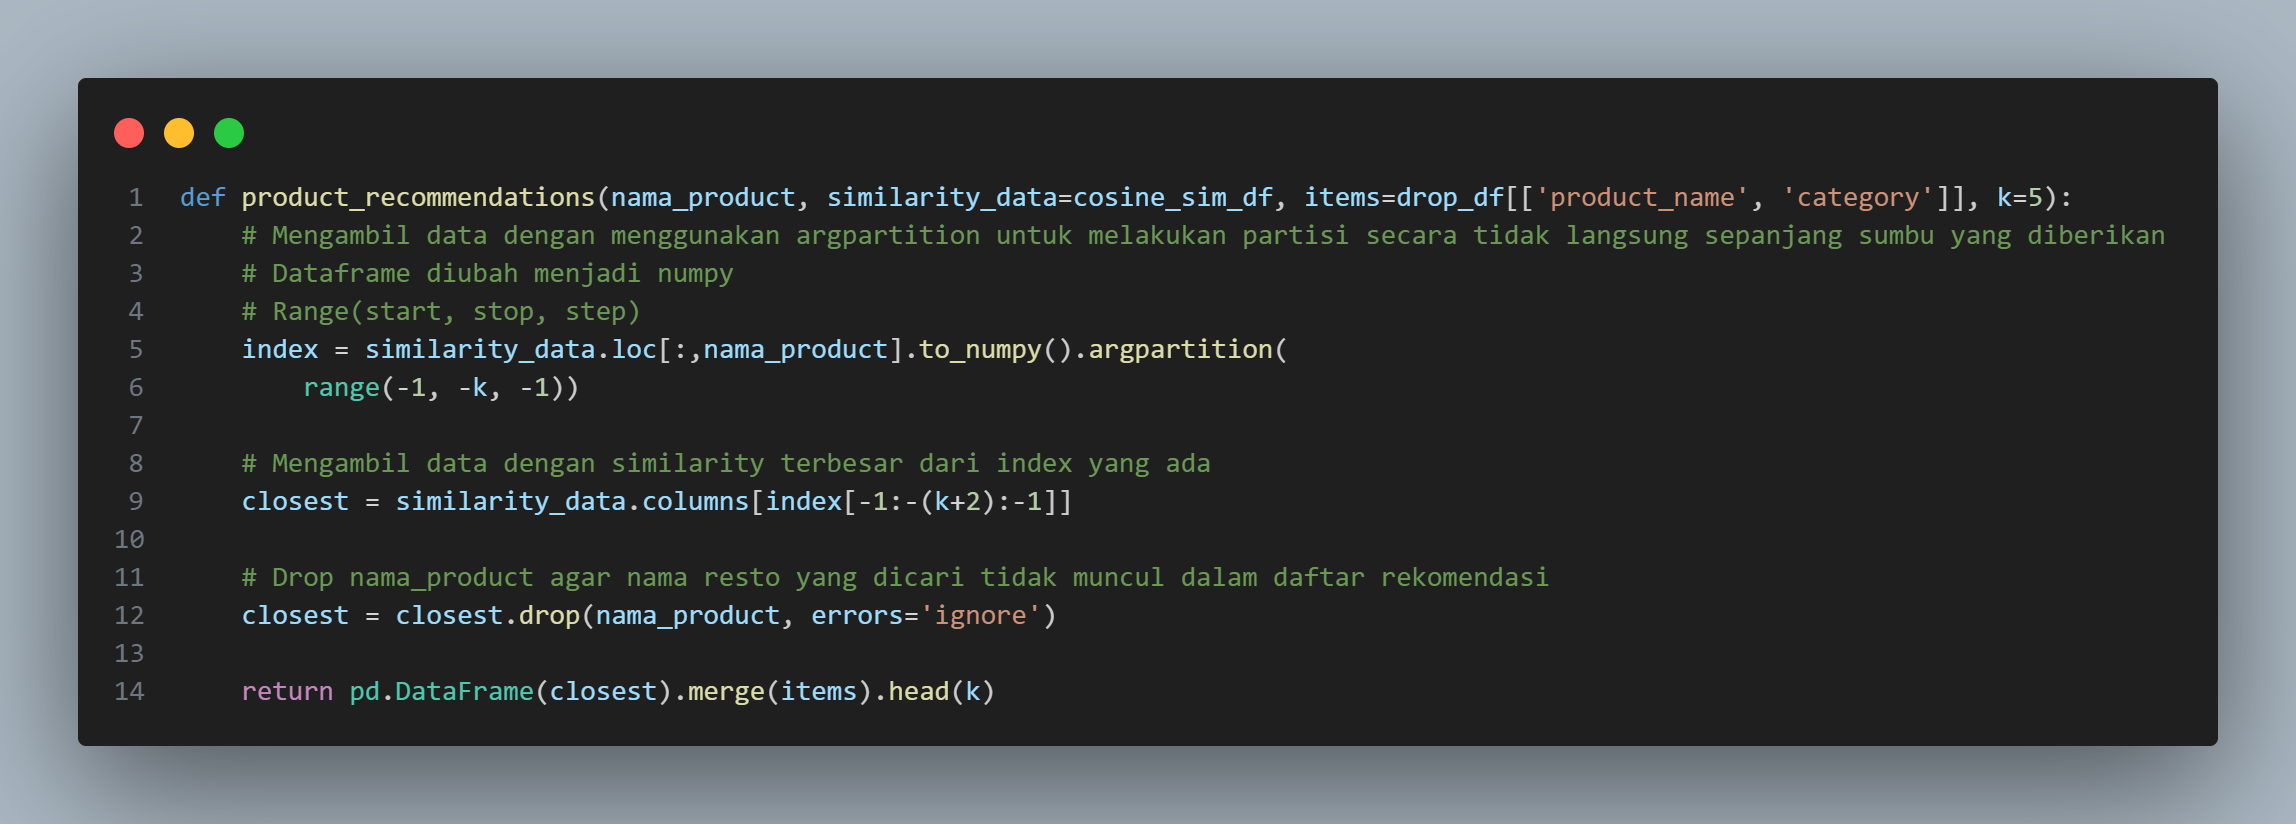 1 def product_recommendations(nama_product, similarity_data=cosine_sim_df, items=drop_df[['product_name', 'category']], k=5):
2     # Mengambil data dengan menggunakan argpartition untuk melakukan partisi secara tidak langsung sepanjang sumbu yang diberikan
3     # Dataframe diubah menjadi numpy
4     # Range(start, stop, step)
5     index = similarity_data.loc[:,nama_product].to_numpy().argpartition(
6         range(-1, -k, -1))
7
8     # Mengambil data dengan similarity terbesar dari index yang ada
9     closest = similarity_data.columns[index[-1:-(k+2):-1]]
10
11     # Drop nama_product agar nama resto yang dicari tidak muncul dalam daftar rekomendasi
12     closest = closest.drop(nama_product, errors='ignore')
13
14     return pd.DataFrame(closest).merge(items).head(k)